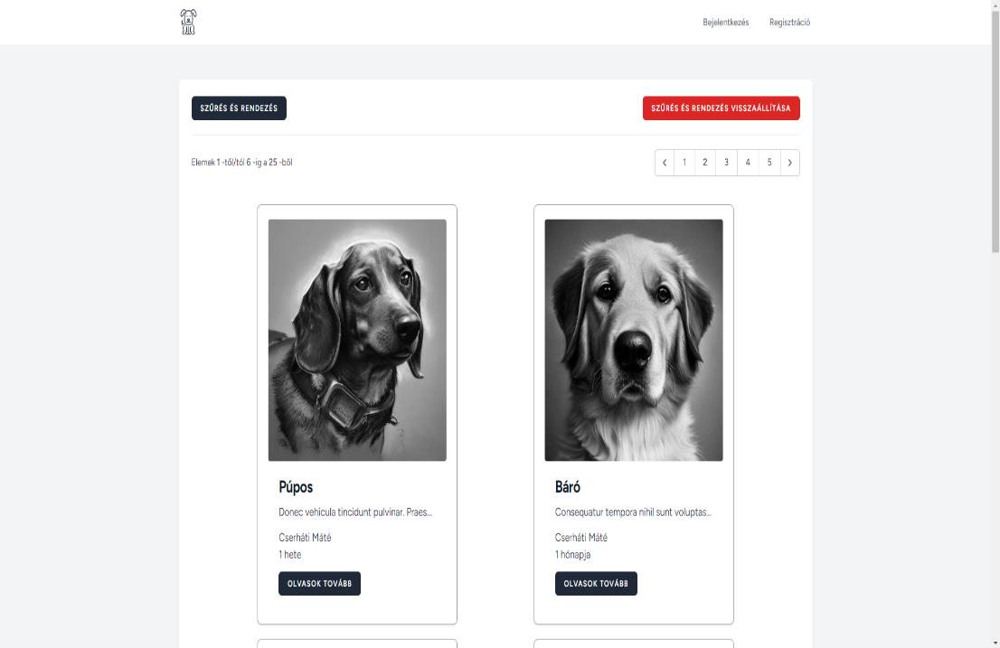 Bejelentkezés Regisztráció
SZŰRÉS ÉS RENDEZÉS SZŰRÉS ÉS RENDEZÉS VISSZAÁLLÍTÁSA
Elemek 1 -től/tól 6 -ig a 25 -ből
1 2 3 4 5
Púpos
Donec vehicula tincidunt pulvinar. Praes...
Cserháti Máté
1 hete
OLVASOK TOVÁBB
Báró
Consequatur tempora nihil sunt voluptas...
Cserháti Máté
1 hónapja
OLVASOK TOVÁBB